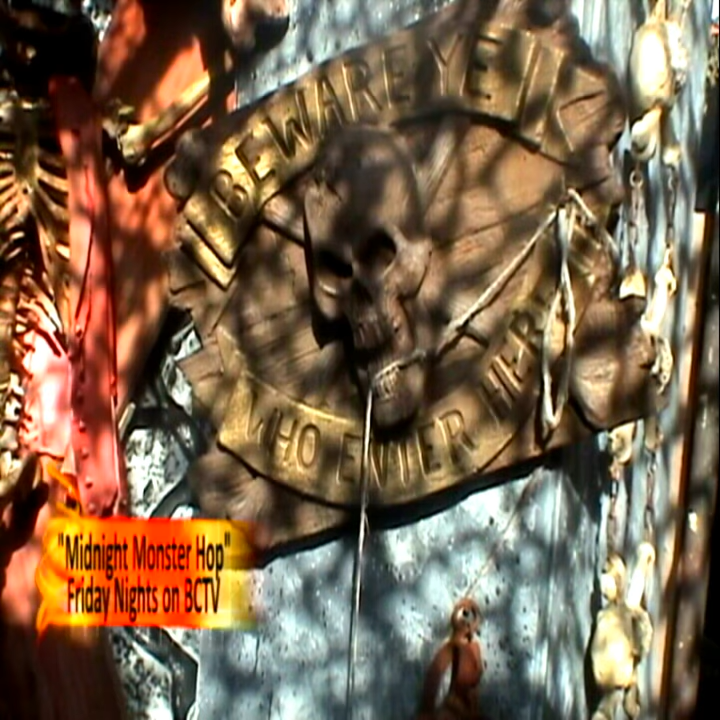 BEWARE YE
WHO ENTER HERE
"Midnight Monster Hop"
Friday Nights on BCTV